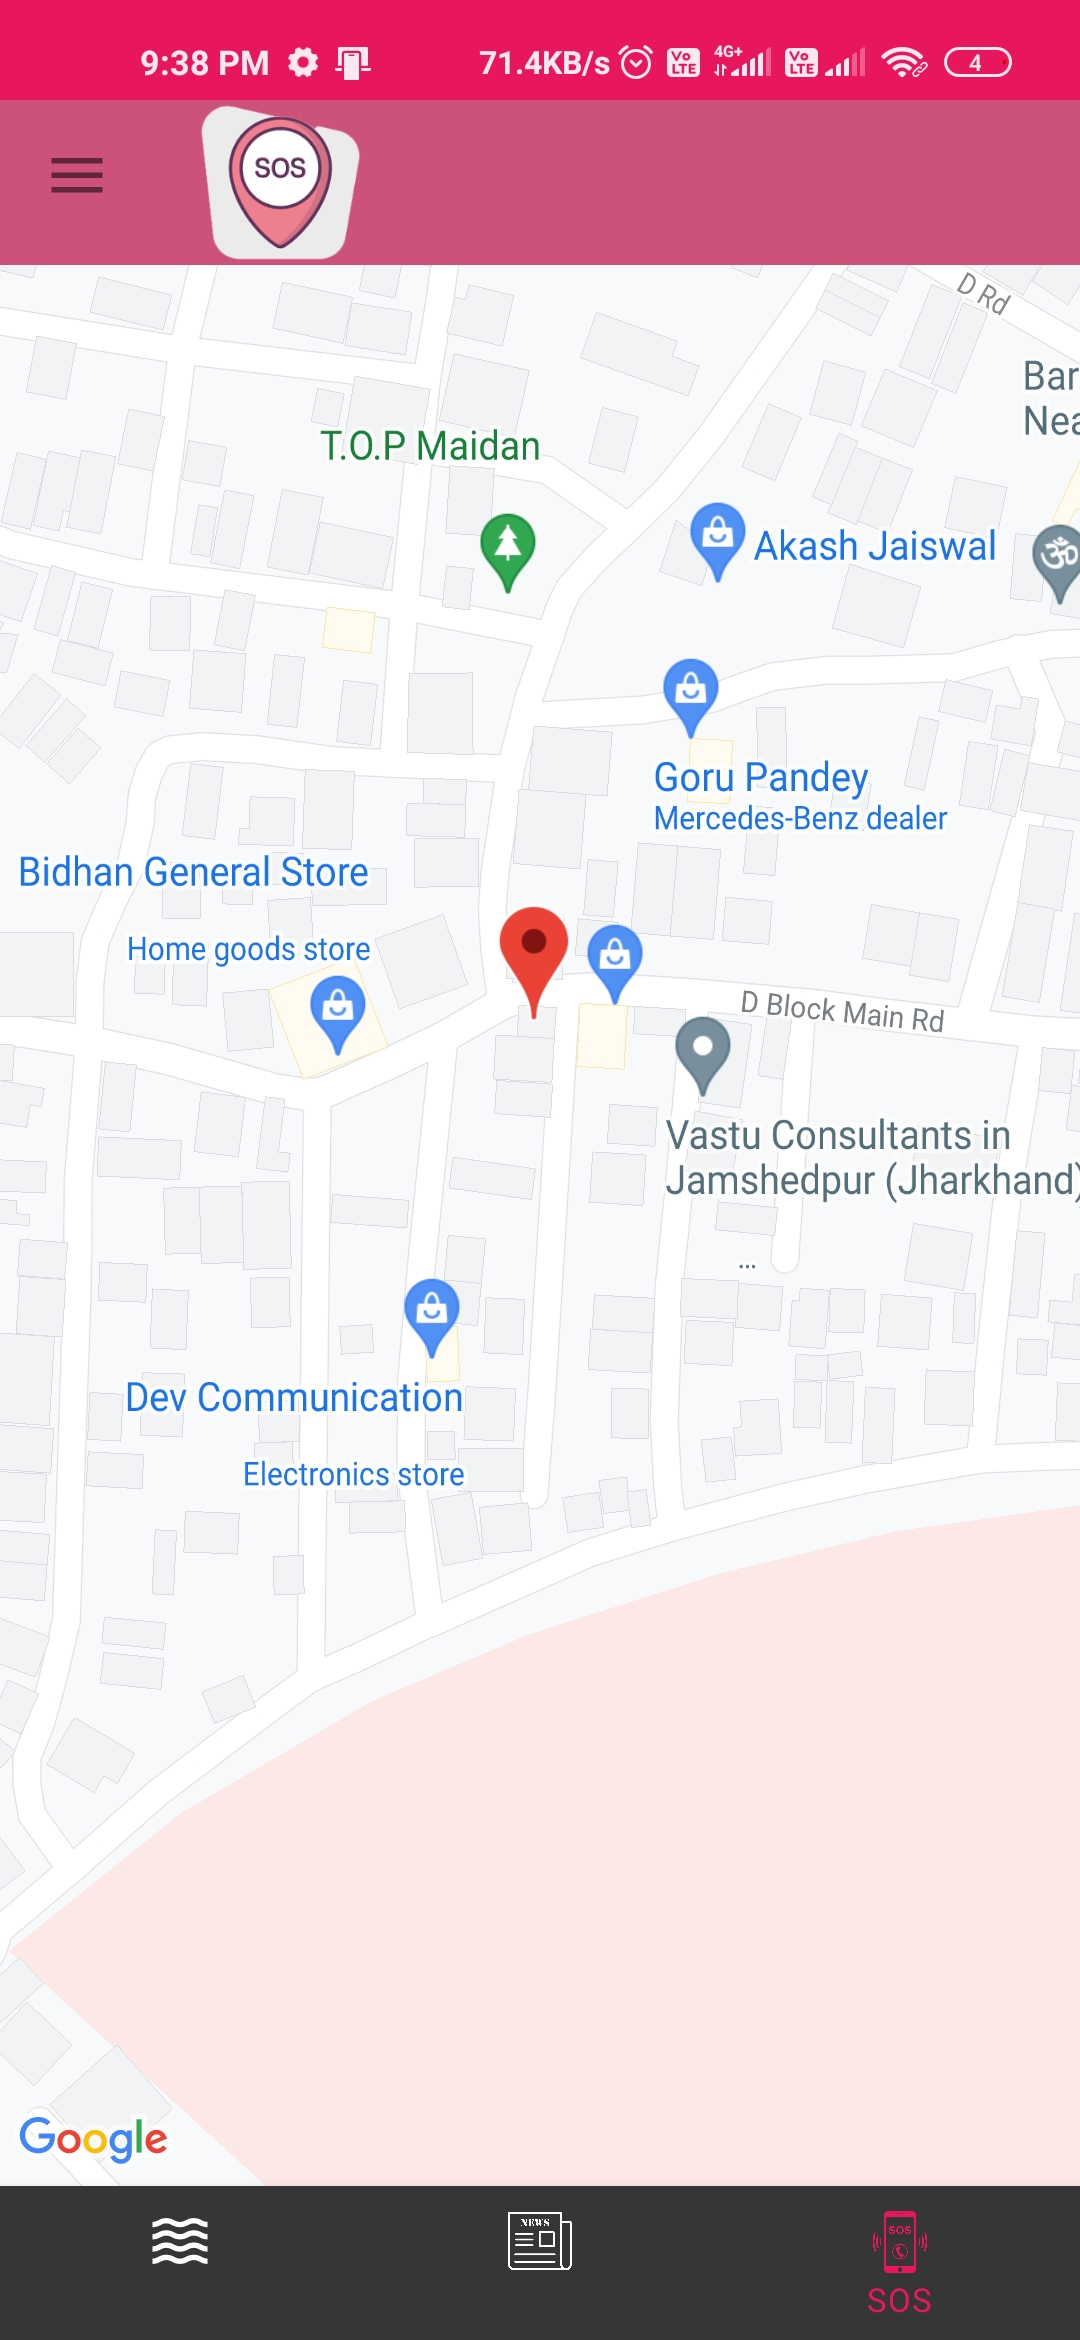 9:38 PM
71.4KB/s
Vo LTE
4G+
Vo LTE
4
SOS
D Rd
Bar
Nea
T.O.P Maidan
Akash Jaiswal
ॐ
Goru Pandey
Mercedes-Benz dealer
Bidhan General Store
Home goods store
D Block Main Rd
Vastu Consultants in
Jamshedpur (Jharkhand)
...
Dev Communication
Electronics store
Google
NEWS
SOS
SOS